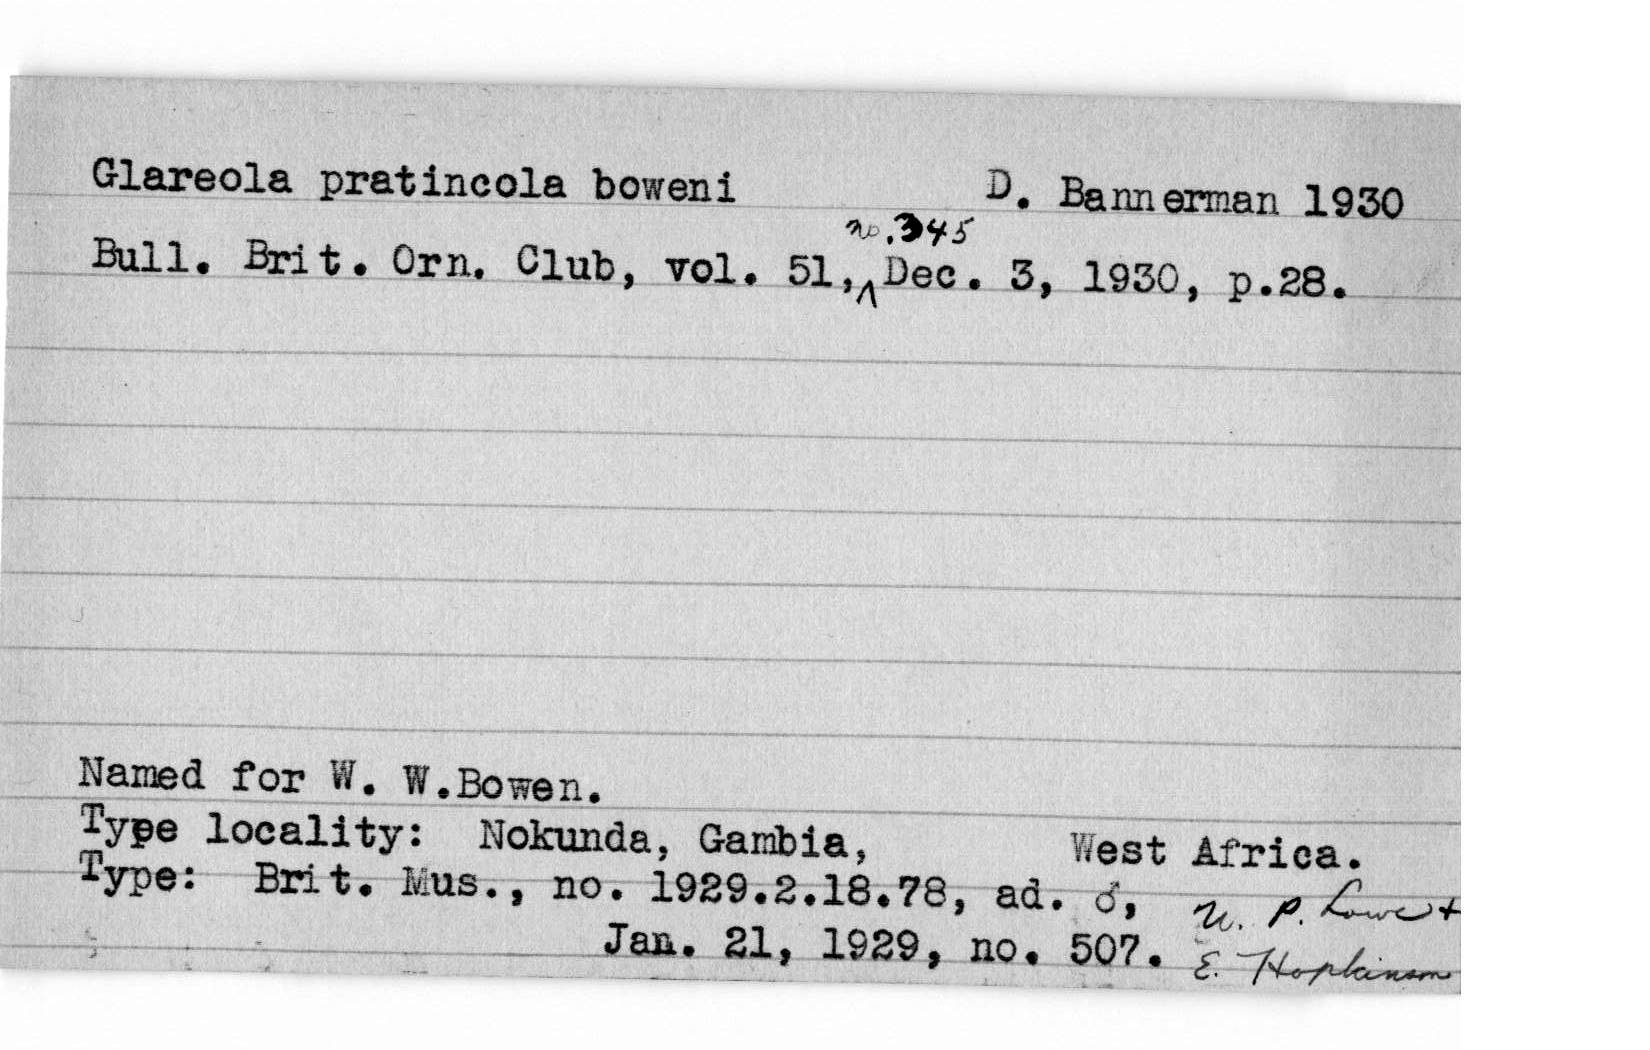 Glareola pratincola boweni D. Bannerman 1930
no. 345
Bull. Brit. Orn. Club, vol. 51,^Dec. 3, 1930, p.28.
Named for W. W.Bowen.
Type locality: Nokunda, Gambia, West Africa.
Type: Brit. Mus., no. 1929.2.18.78, ad. ♂, W. P. Lowe +
Jan. 21, 1929, no. 507. E. Hopkinson